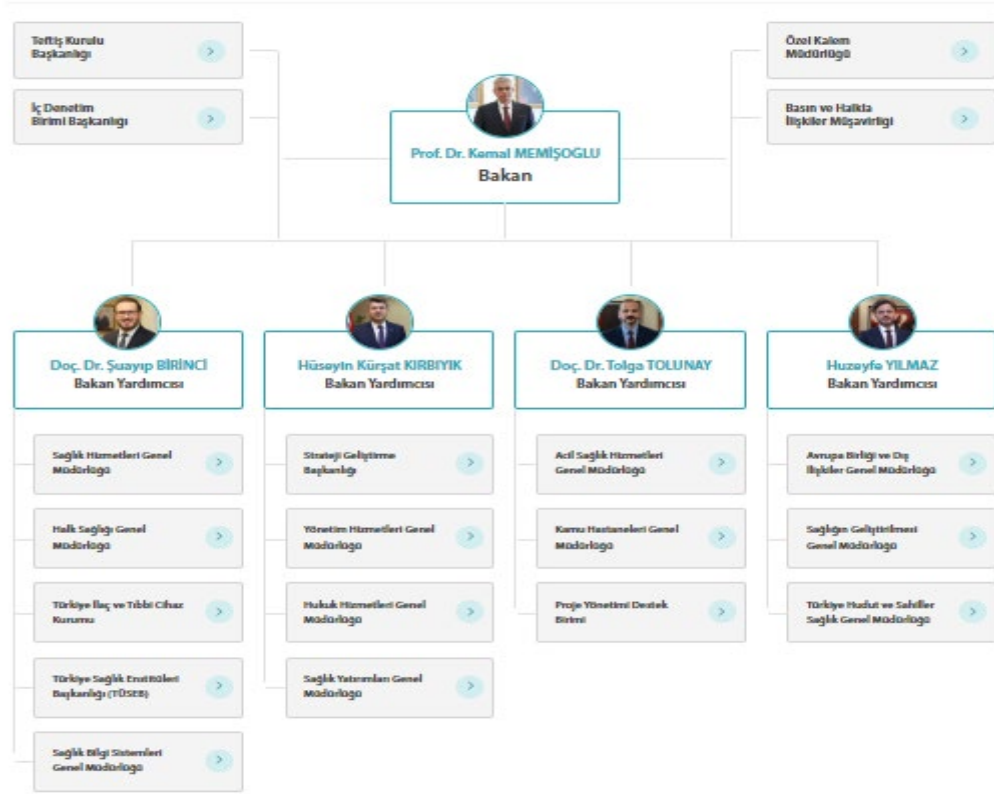 Teftiş Kurulu
Başkanlığı
İç Denetim
Birimi Başkanlığı
Özel Kalem
Müdürlüğü
Basın ve Halkla
İlişkiler Müşavirliği
Prof. Dr. Kemal MEMİŞOĞLU
Bakan
Doç. Dr. Şuayip BİRİNCİ
Bakan Yardımcısı
Sağlık Hizmetleri Genel
Müdürlüğü
Halk Sağlığı Genel
Müdürlüğü
Türkiye İlaç ve Tıbbi Cihaz
Kurumu
Türkiye Sağlık Enstitüleri
Başkanlığı (TÜSEB)
Sağlık Bilgi Sistemleri
Genel Müdürlüğü
Hüseyin Kürşat KIRBIYIK
Bakan Yardımcısı
Strateji Geliştirme
Başkanlığı
Yönetim Hizmetleri Genel
Müdürlüğü
Hukuk Hizmetleri Genel
Müdürlüğü
Sağlık Yatırımları Genel
Müdürlüğü
Doç. Dr. Tolga TOLUNAY
Bakan Yardımcısı
Acil Sağlık Hizmetleri
Genel Müdürlüğü
Kamu Hastaneleri Genel
Müdürlüğü
Proje Yönetimi Destek
Birimi
Huzeyfe YILMAZ
Bakan Yardımcısı
Avrupa Birliği ve Dış
İlişkiler Genel Müdürlüğü
Sağlığın Geliştirilmesi
Genel Müdürlüğü
Türkiye Hudut ve Sahiller
Sağlık Genel Müdürlüğü